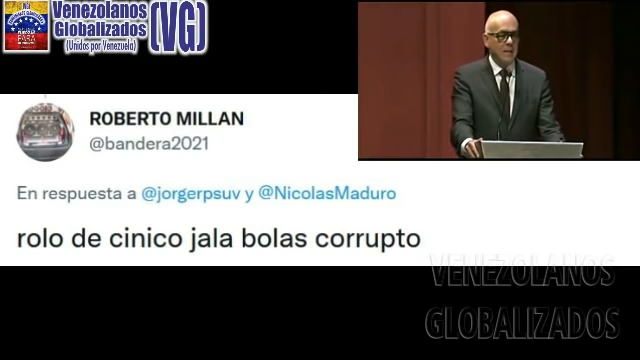 Venezolanos
Globalizados
(Unidos por Venezuela)
(VG)
ROBERTO MILLAN
@bandera2021
En respuesta a @jorgerpsuv y @NicolasMaduro
rolo de cinico jala bolas corrupto
VENEZOLANOS
GLOBALIZADOS